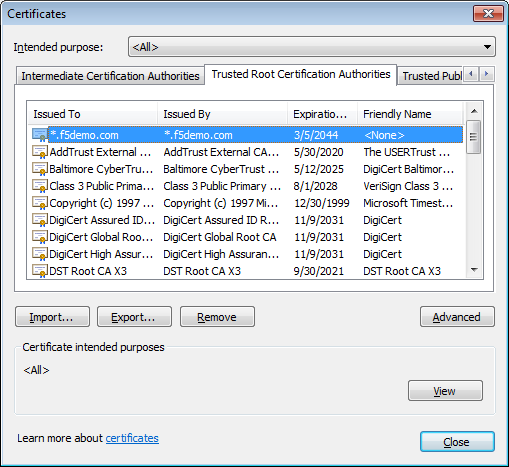 Certificates
Intended purpose: <All>
Intermediate Certification Authorities Trusted Root Certification Authorities Trusted Publ
Issued To Issued By Expiratio... Friendly Name
*.f5demo.com *.f5demo.com 3/5/2044 <None>
AddTrust External ... AddTrust External CA... 5/30/2020 The USERTrust ...
Baltimore CyberTru... Baltimore CyberTrust ... 5/12/2025 DigiCert Baltimor...
Class 3 Public Prima... Class 3 Public Primary ... 8/1/2028 VeriSign Class 3 ...
Copyright (c) 1997 ... Copyright (c) 1997 Mi... 12/30/1999 Microsoft Timest...
DigiCert Assured ID ... DigiCert Assured ID R... 11/9/2031 DigiCert
DigiCert Global Roo... DigiCert Global Root CA 11/9/2031 DigiCert
DigiCert High Assur... DigiCert High Assuran... 11/9/2031 DigiCert
DST Root CA X3 DST Root CA X3 9/30/2021 DST Root CA X3
Import... Export... Remove Advanced
Certificate intended purposes
<All>
View
Learn more about certificates
Close